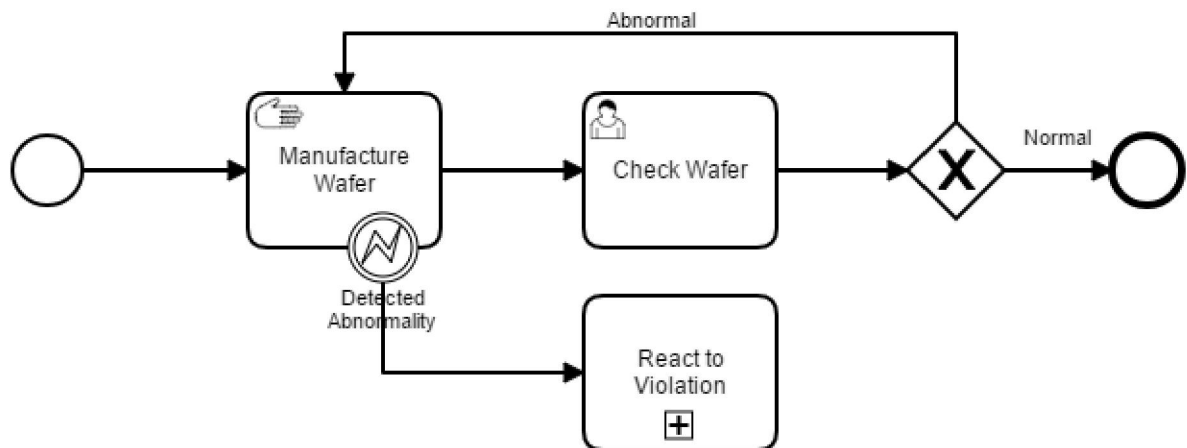 Abnormal
Manufacture
Wafer
Check Wafer
Normal
Detected
Abnormality
React to
Violation